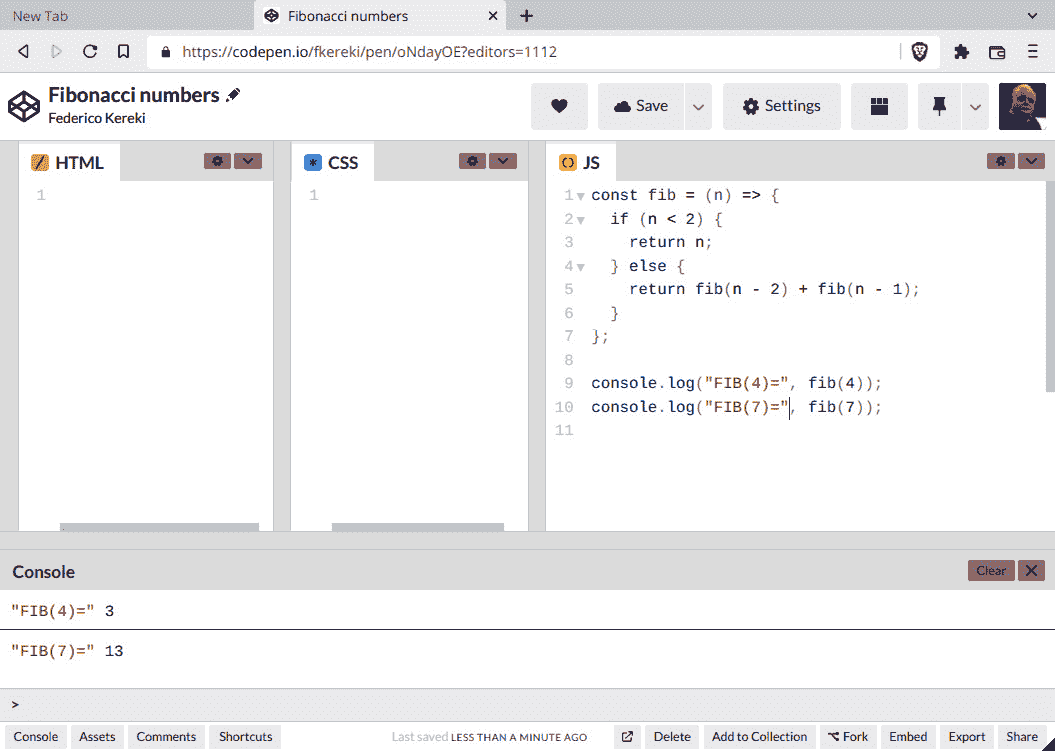 New Tab
Fibonacci numbers
https://codepen.io/fkereki/pen/oNdayOE?editors=1112
Fibonacci numbers
Federico Kereki
Save
Settings
HTML
CSS
JS
1
1
1 const fib = (n) => {
2   if (n < 2) {
3     return n;
4   } else {
5     return fib(n - 2) + fib(n - 1);
6   }
7 };
8
9 console.log("FIB(4)=", fib(4));
10 console.log("FIB(7)=", fib(7));
11
Console
Clear
"FIB(4)=" 3
"FIB(7)=" 13
>
Console Assets Comments Shortcuts Last saved LESS THAN A MINUTE AGO Delete Add to Collection Fork Embed Export Share